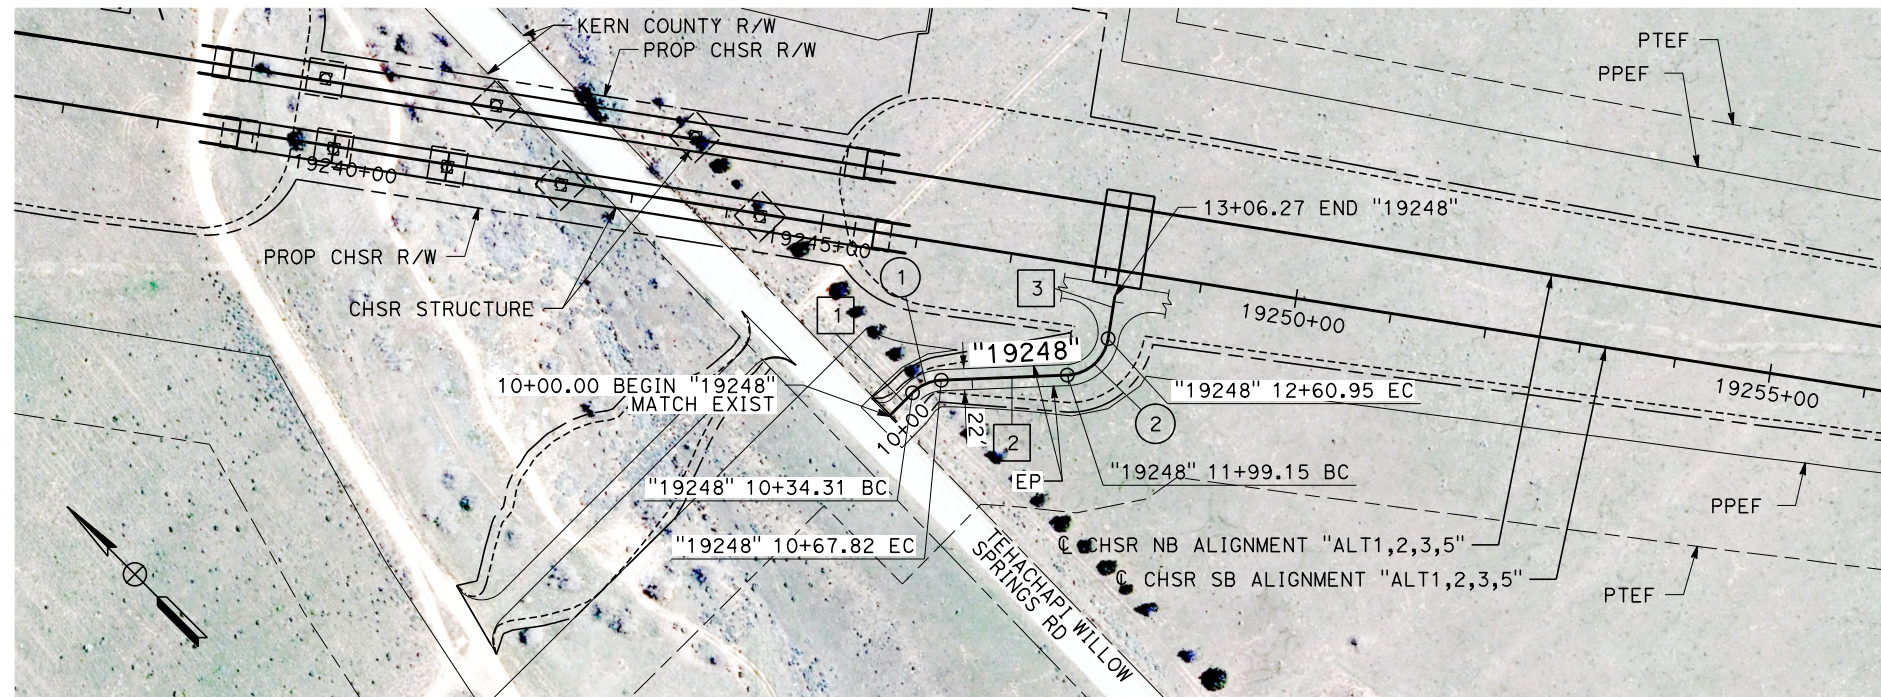 KERN COUNTY R/W
PROP CHSR R/W
PTEF
PPEF
19240+00
PROP CHSR R/W
CHSR STRUCTURE
9245+00
1
1
3
13+06.27 END "19248"
19250+00
19255+00
"19248"
10+00.00 BEGIN "19248"
MATCH EXIST
10+00
22'
2
2
"19248" 12+60.95 EC
"19248" 11+99.15 BC
EP
"19248" 10+34.31 BC
"19248" 10+67.82 EC
TEHACHAPI WILLOW
SPRINGS RD
℄ CHSR NB ALIGNMENT "ALT1,2,3,5"
℄ CHSR SB ALIGNMENT "ALT1,2,3,5"
PPEF
PTEF